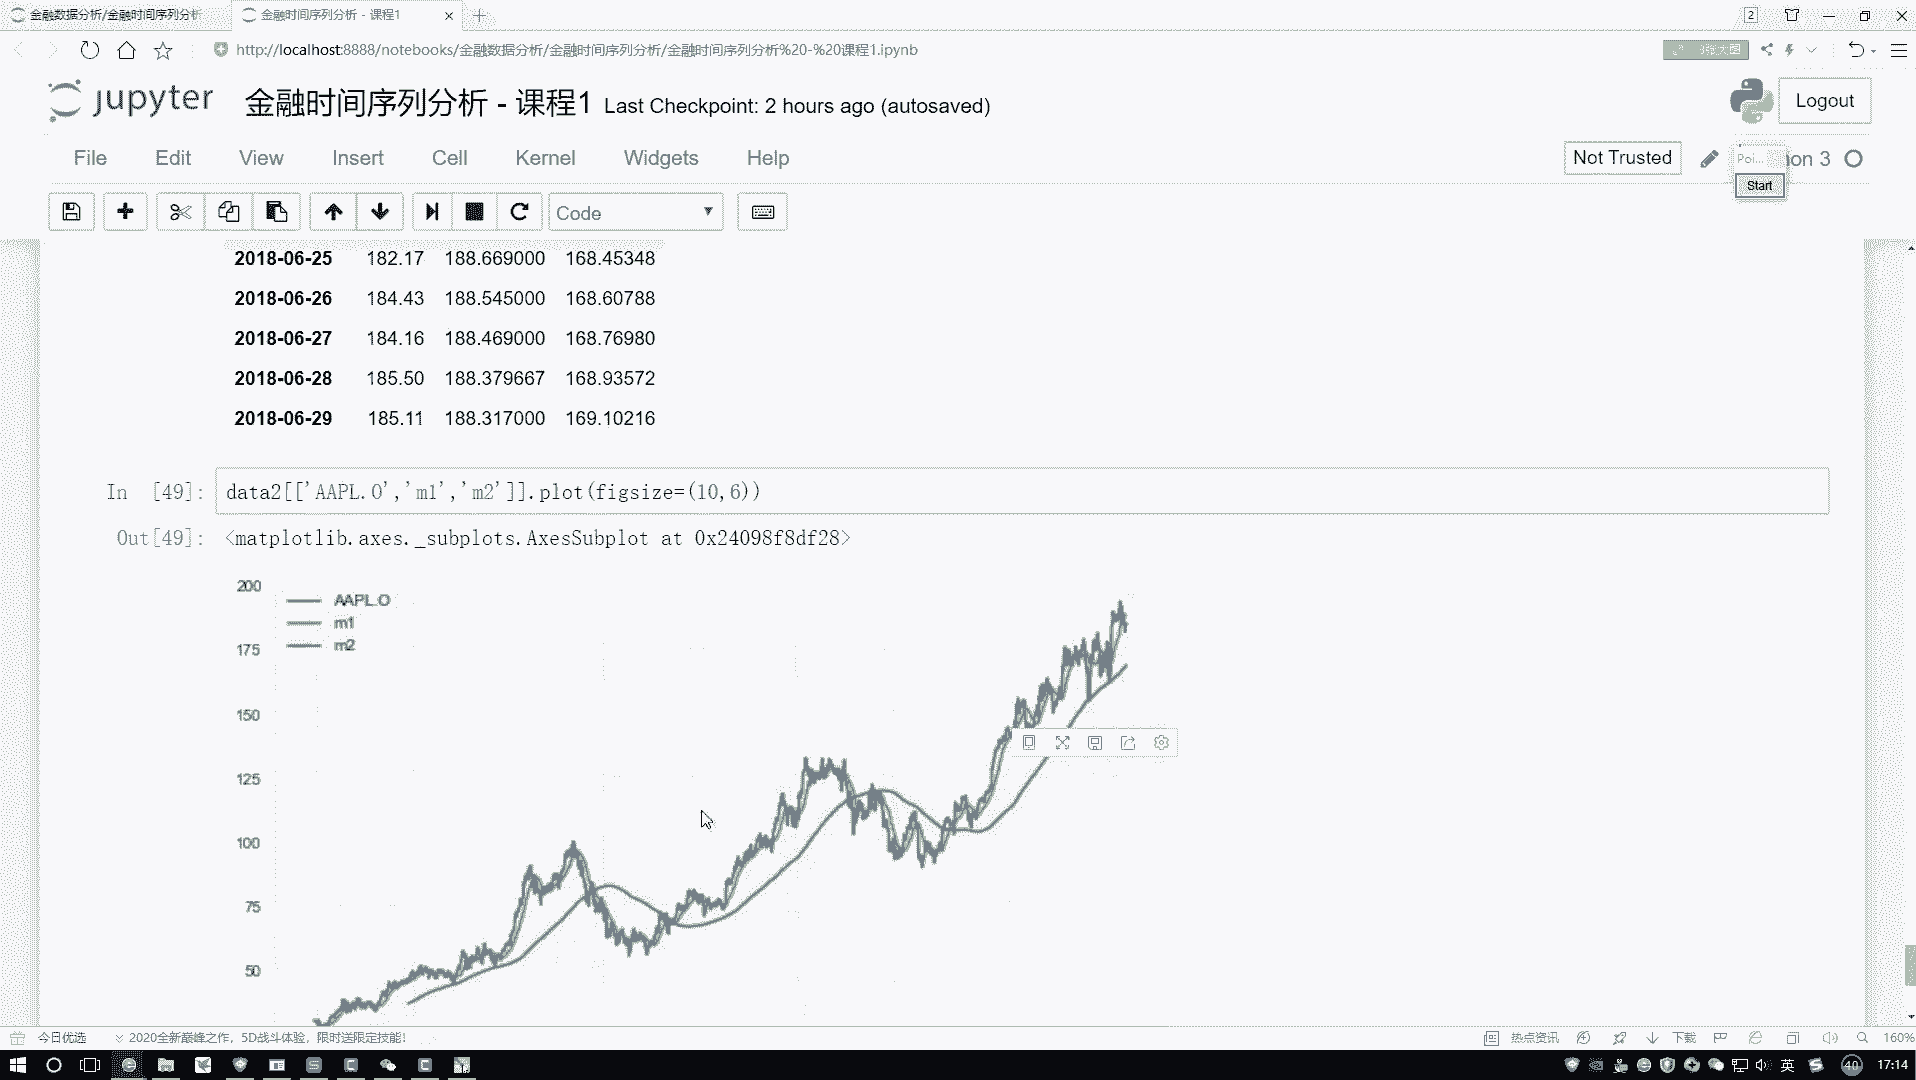 金融数据分析/金融时间序列分析
金融时间序列分析 - 课程1
2
http://localhost:8888/notebooks/金融数据分析/金融时间序列分析/金融时间序列分析%20-%20课程1.ipynb
jupyter
金融时间序列分析 - 课程1 Last Checkpoint: 2 hours ago (autosaved)
Logout
File Edit View Insert Cell Kernel Widgets Help
Not Trusted
Poi...
on 3
Start
Code
2018-06-25 182.17 188.669000 168.45348
2018-06-26 184.43 188.545000 168.60788
2018-06-27 184.16 188.469000 168.76980
2018-06-28 185.50 188.379667 168.93572
2018-06-29 185.11 188.317000 169.10216
In [49]: data2[['AAPL.O','m1','m2']].plot(figsize=(10,6))
Out[49]: <matplotlib.axes._subplots.AxesSubplot at 0x24098f8df28>
200
175
150
125
100
75
50
AAPL.O
m1
m2
今日优选
2020全新巅峰之作，5D战斗体验，限时送限定技能!
热点资讯
下载
160%
英
40
17:14